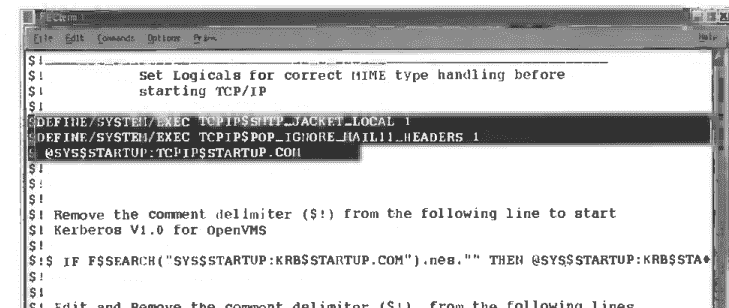 DECterm 1
File Edit Commands Options Print Help
$!
$! Set Logicals for correct MIME type handling before
$! starting TCP/IP
$!
$DEFINE/SYSTEM/EXEC TCPIP$SMTP_JACKET_LOCAL 1
$DEFINE/SYSTEM/EXEC TCPIP$POP_IGNORE_MAIL11_HEADERS 1
$ @SYS$STARTUP:TCPIP$STARTUP.COM
$!
$!
$!
$! Remove the comment delimiter ($!) from the following line to start
$! Kerberos V1.0 for OpenVMS
$!
$!$ IF F$SEARCH("SYS$STARTUP:KRB$STARTUP.COM").nes."" THEN @SYS$STARTUP:KRB$STA
$!
$!
$! Edit and Remove the comment delimiter ($!) from the following lines